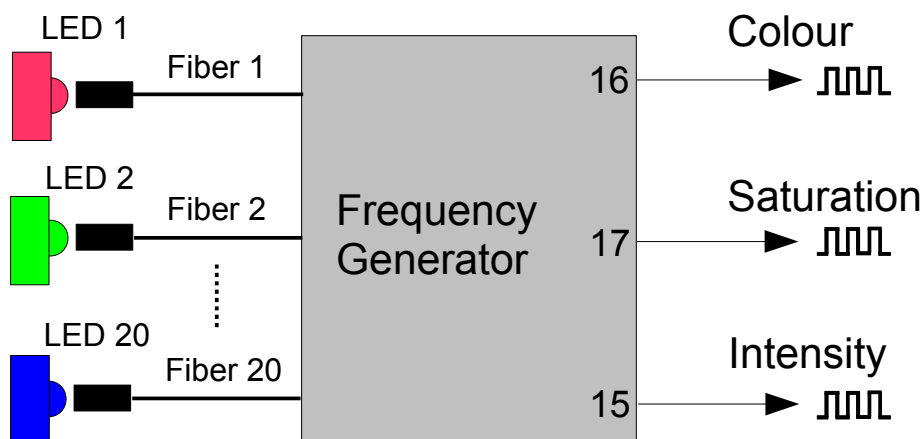 LED 1
Fiber 1
LED 2
Fiber 2
LED 20
Fiber 20
Frequency
Generator
16
Colour
17
Saturation
15
Intensity